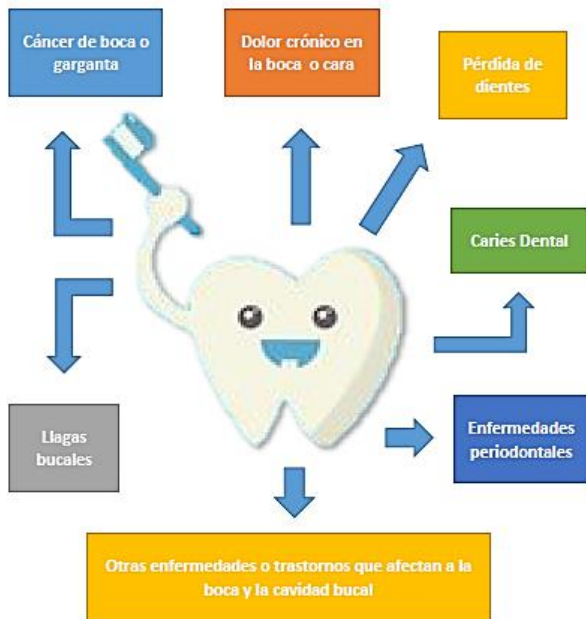 Cáncer de boca o
garganta
Dolor crónico en
la boca o cara
Pérdida de
dientes
Caries Dental
Llagas
bucales
Enfermedades
periodontales
Otras enfermedades o trastornos que afectan a la
boca y la cavidad bucal